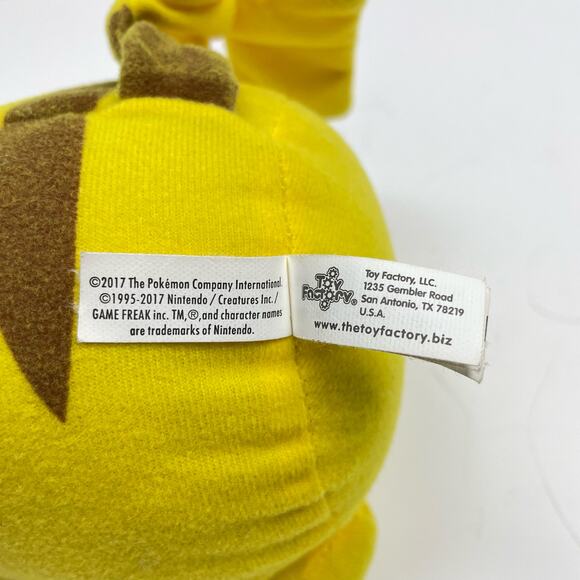 ©2017 The Pokémon Company International.
©1995-2017 Nintendo / Creatures Inc. /
GAME FREAK inc. TM, ®, and character names
are trademarks of Nintendo.
Toy
Factory®
Toy Factory, LLC.
1235 Gembler Road
San Antonio, TX 78219
U.S.A.
www.thetoyfactory.biz